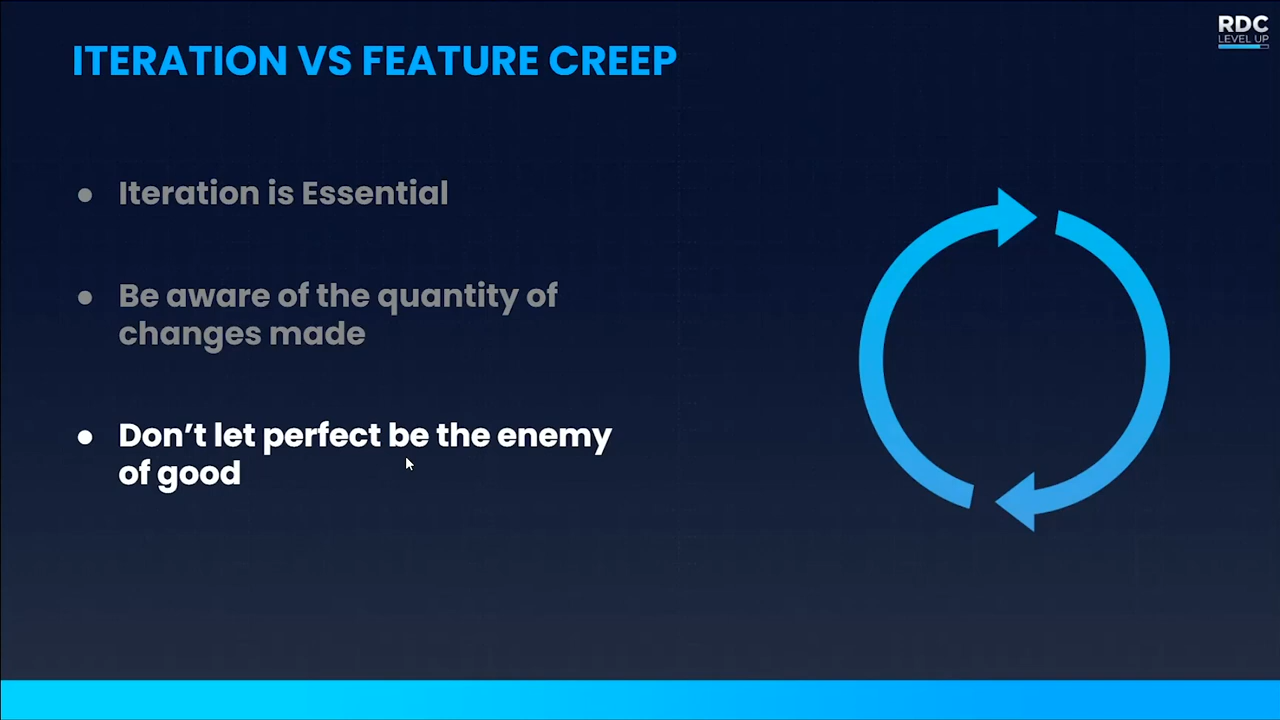 RDC
LEVEL UP
ITERATION VS FEATURE CREEP
● Iteration is Essential
● Be aware of the quantity of
changes made
● Don’t let perfect be the enemy
of good